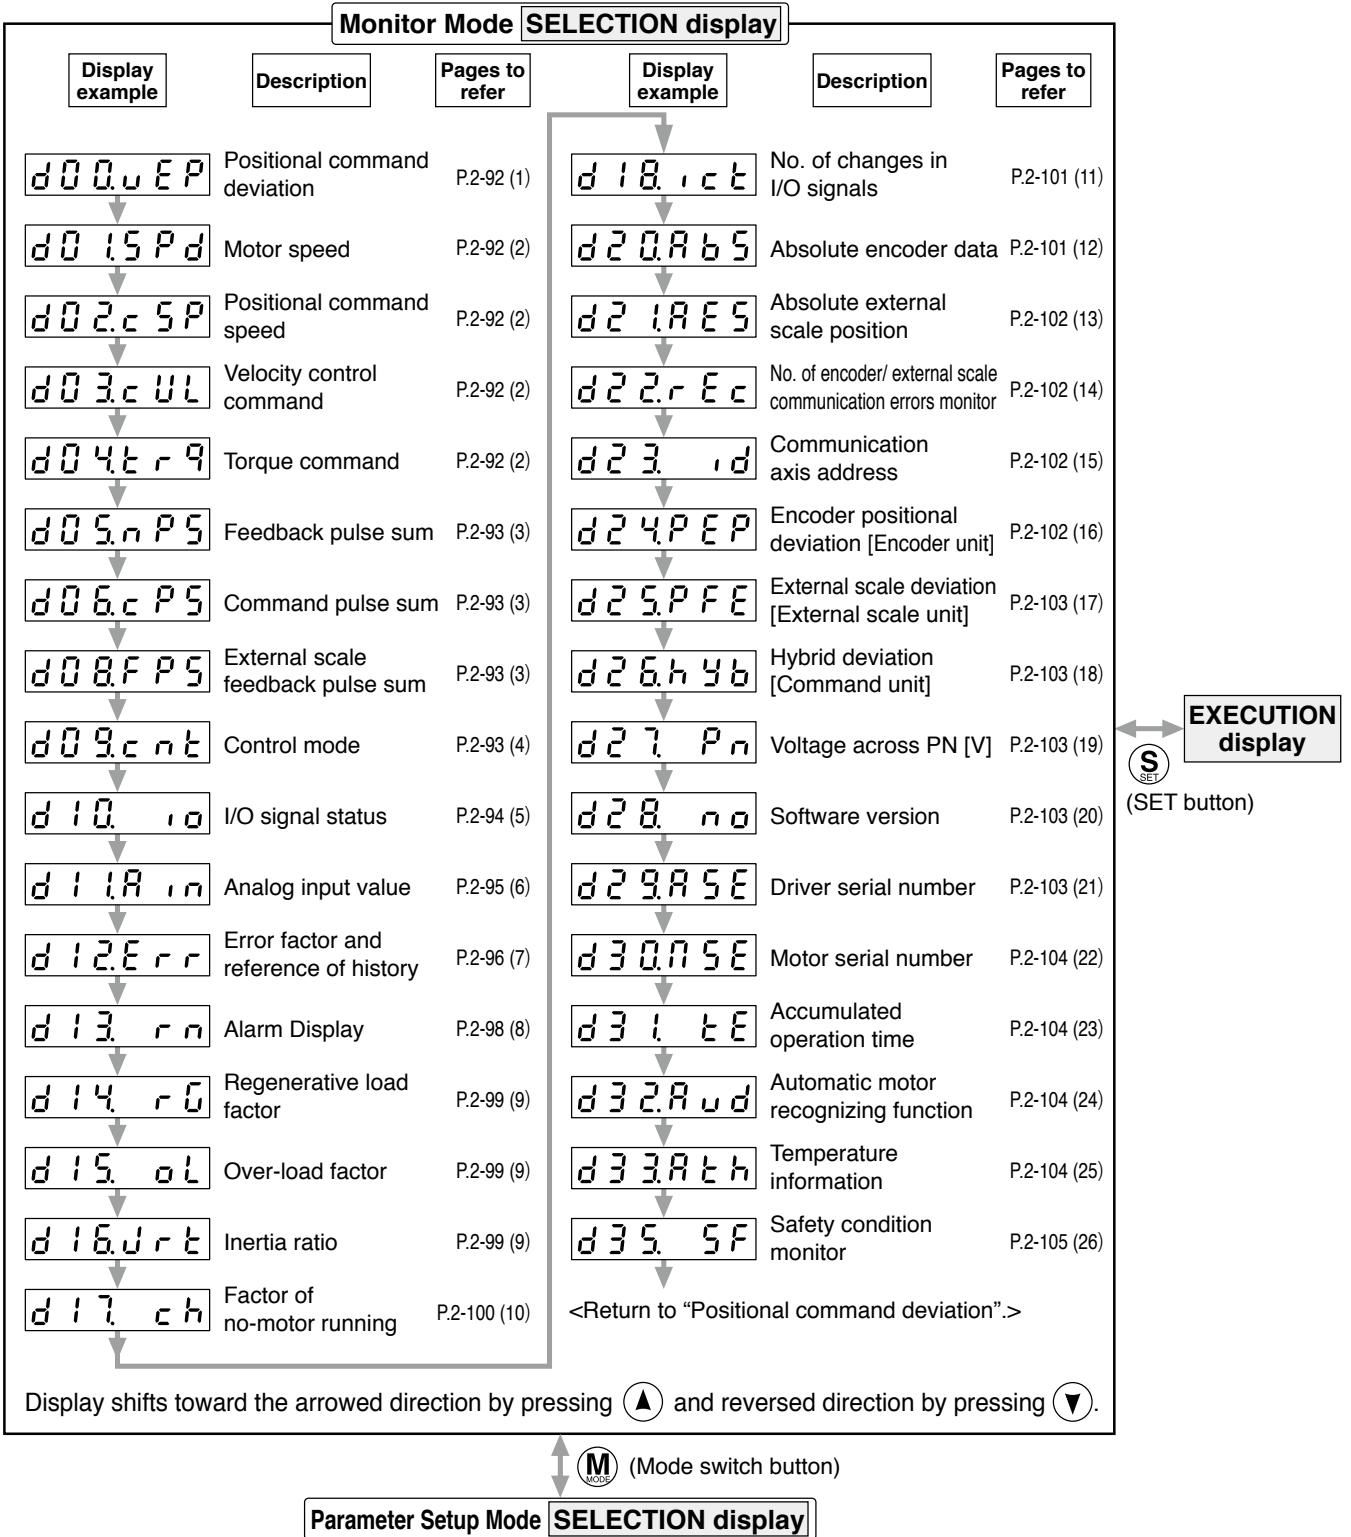 Monitor Mode SELECTION display
Display
example
Description
Pages to
refer
d00.uEP
Positional command
deviation
P.2-92 (1)
d01.SPd
Motor speed
P.2-92 (2)
d02.cSP
Positional command
speed
P.2-92 (2)
d03.cUL
Velocity control
command
P.2-92 (2)
d04.trq
Torque command
P.2-92 (2)
d05.nPS
Feedback pulse sum
P.2-93 (3)
d06.cPS
Command pulse sum
P.2-93 (3)
d08.FPS
External scale
feedback pulse sum
P.2-93 (3)
d09.cnt
Control mode
P.2-93 (4)
d10. io
I/O signal status
P.2-94 (5)
d11.Ain
Analog input value
P.2-95 (6)
d12.Err
Error factor and
reference of history
P.2-96 (7)
d13. rn
Alarm Display
P.2-98 (8)
d14. rG
Regenerative load
factor
P.2-99 (9)
d15. oL
Over-load factor
P.2-99 (9)
d16.Jrt
Inertia ratio
P.2-99 (9)
d17. ch
Factor of
no-motor running
P.2-100 (10)
Display
example
Description
Pages to
refer
d18.ict
No. of changes in
I/O signals
P.2-101 (11)
d20.AbS
Absolute encoder data
P.2-101 (12)
d21.AES
Absolute external
scale position
P.2-102 (13)
d22.rEc
No. of encoder/ external scale
communication errors monitor
P.2-102 (14)
d23. id
Communication
axis address
P.2-102 (15)
d24.PEP
Encoder positional
deviation [Encoder unit]
P.2-102 (16)
d25.PFE
External scale deviation
[External scale unit]
P.2-103 (17)
d26.hyb
Hybrid deviation
[Command unit]
P.2-103 (18)
d27. Pn
Voltage across PN [V]
P.2-103 (19)
d28. no
Software version
P.2-103 (20)
d29.ASE
Driver serial number
P.2-103 (21)
d30.MSE
Motor serial number
P.2-104 (22)
d31. tE
Accumulated
operation time
P.2-104 (23)
d32.Aud
Automatic motor
recognizing function
P.2-104 (24)
d33.Ath
Temperature
information
P.2-104 (25)
d35. SF
Safety condition
monitor
P.2-105 (26)
<Return to “Positional command deviation”.>
EXECUTION
display
S
SET
(SET button)
Display shifts toward the arrowed direction by pressing ▲ and reversed direction by pressing ▼.
M
MODE
(Mode switch button)
Parameter Setup Mode SELECTION display